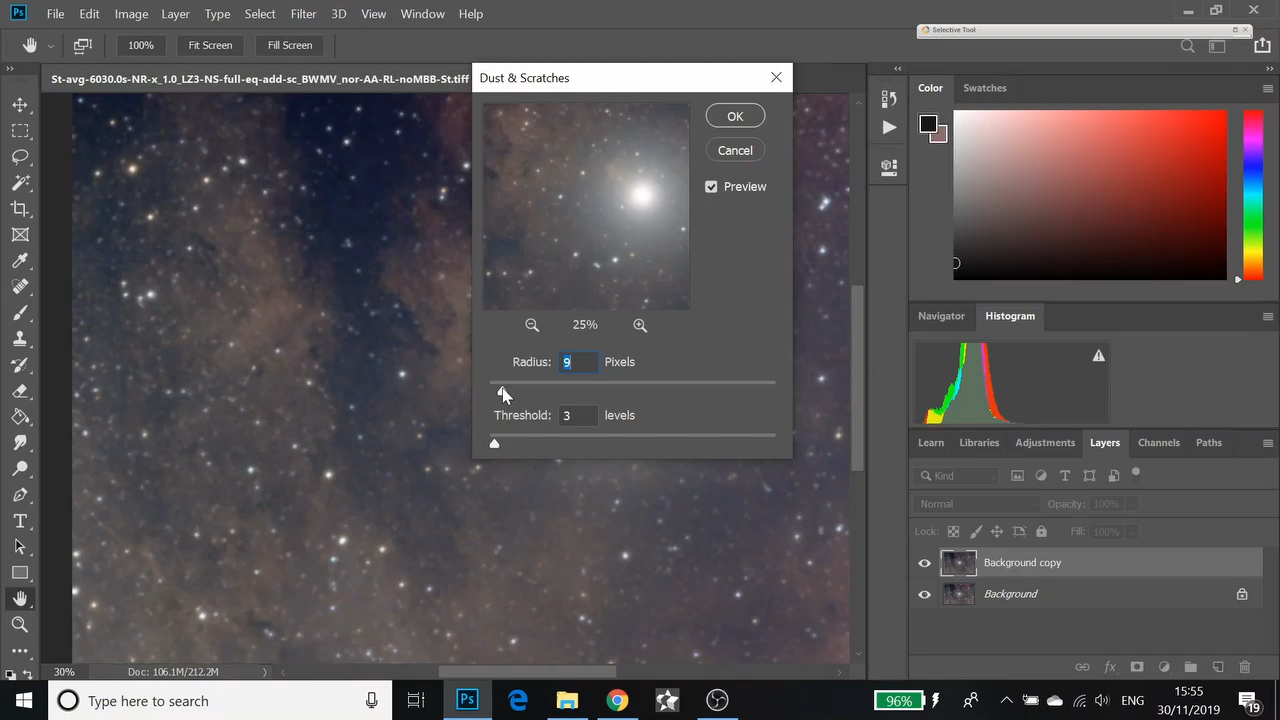 Ps File Edit Image Layer Type Select Filter 3D View Window Help
Selective Tool
100% Fit Screen Fill Screen
St-avg-6030.0s-NR-x_1.0_LZ3-NS-full-eq-add-sc_BWMV_nor-AA-RL-noMBB-St.tiff
Dust & Scratches
OK
Cancel
Preview
25%
Radius: 9 Pixels
Threshold: 3 levels
Color Swatches
Navigator Histogram
Learn Libraries Adjustments Layers Channels Paths
Kind
Normal Opacity: 100%
Lock: Fill: 100%
Background copy
Background
fx
30% Doc: 106.1M/212.2M
Type here to search
Ps
96%
ENG
15:55
30/11/2019
19